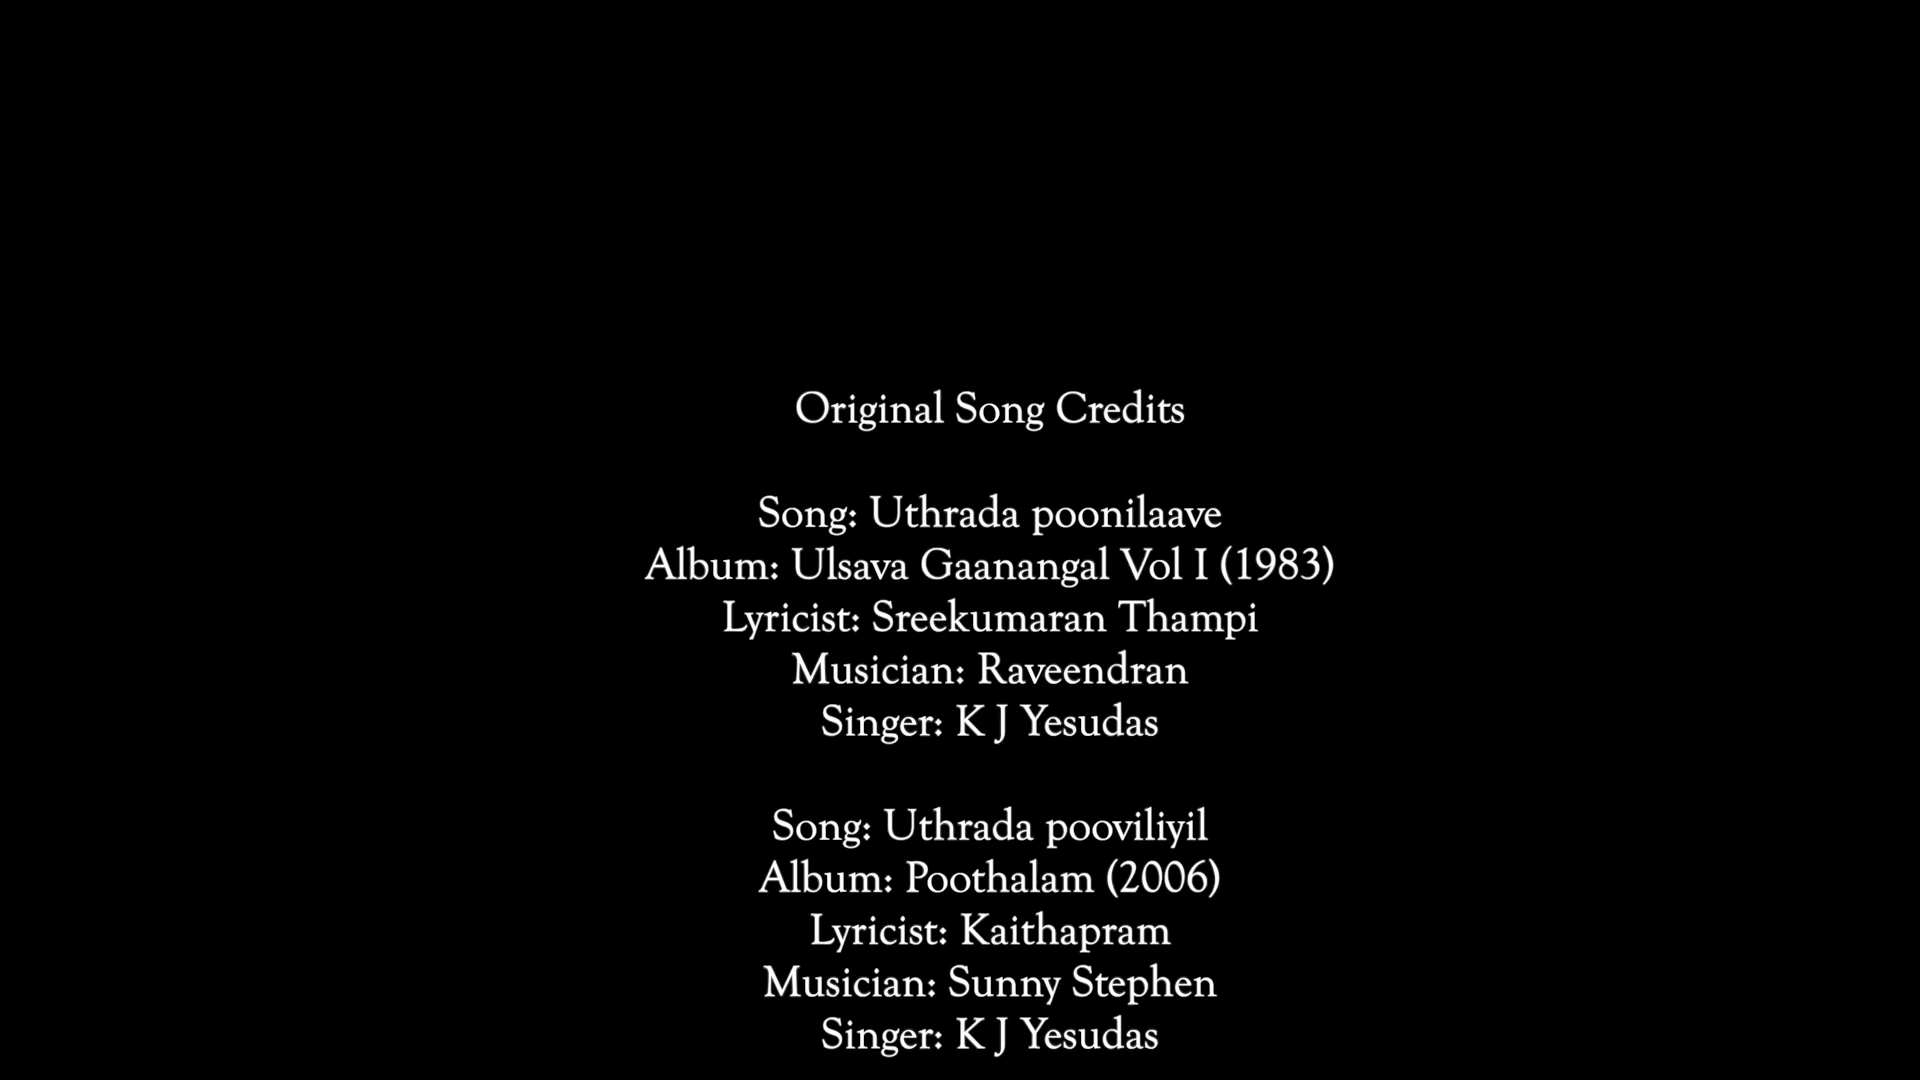 Original Song Credits
Song: Uthrada poonilaave
Album: Ulsava Gaanangal Vol I (1983)
Lyricist: Sreekumaran Thampi
Musician: Raveendran
Singer: K J Yesudas
Song: Uthrada pooviliyil
Album: Poothalam (2006)
Lyricist: Kaithapram
Musician: Sunny Stephen
Singer: K J Yesudas